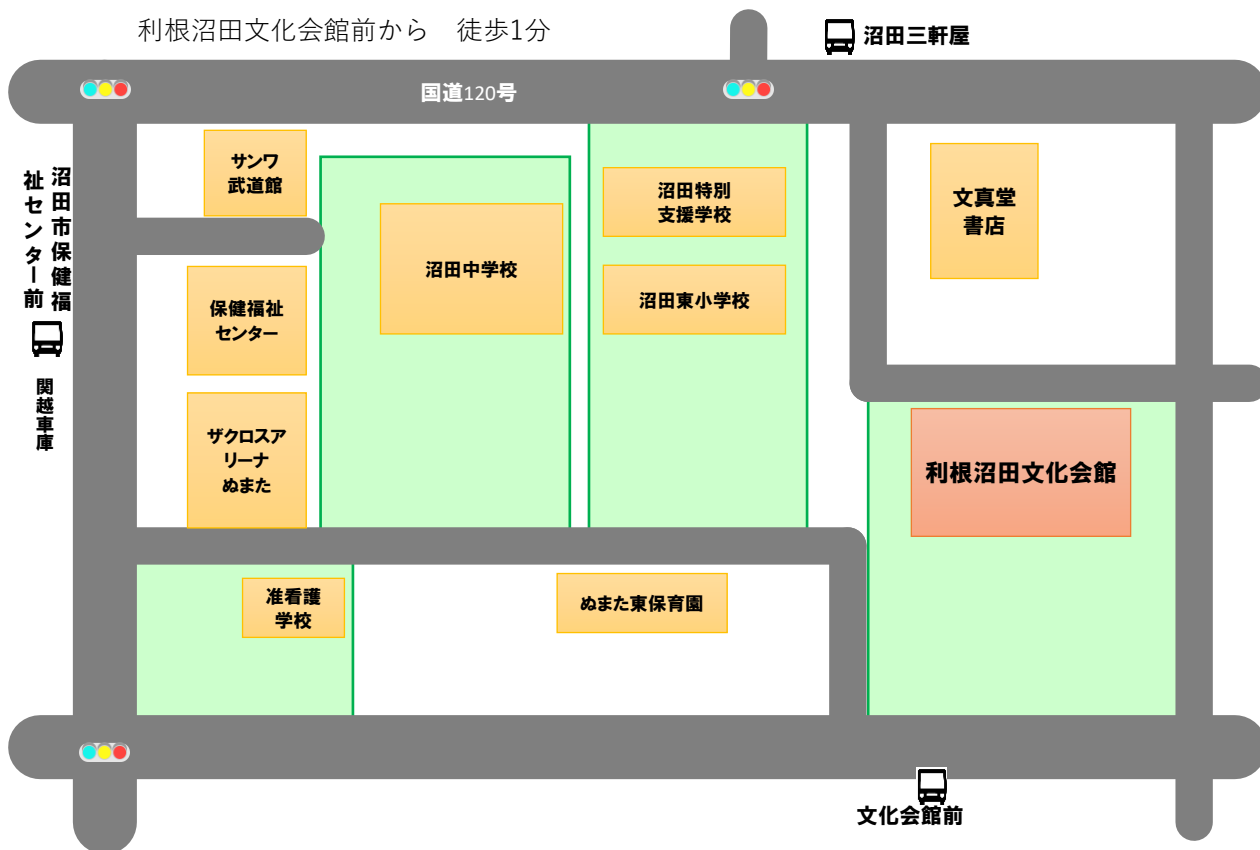 利根沼田文化会館前から　徒歩1分
沼田三軒屋
国道120号
サンワ
武道館
沼田特別
支援学校
文真堂
書店
沼田市保健福
祉センター前
沼田中学校
沼田東小学校
保健福祉
センター
関越車庫
ザクロスア
リーナ
ぬまた
利根沼田文化会館
准看護
学校
ぬまた東保育園
文化会館前